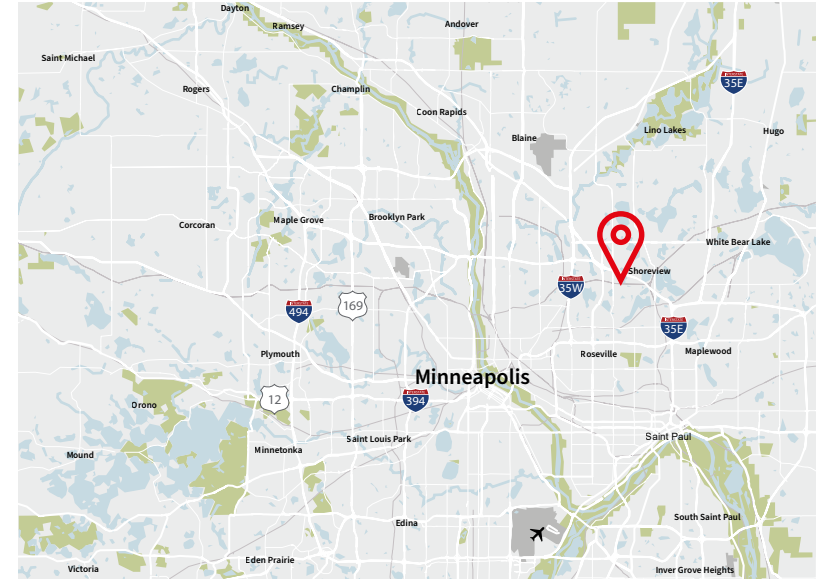 Dayton
Ramsey
Andover
Saint Michael
Rogers
Champlin
35E
Coon Rapids
Blaine
Lino Lakes
Hugo
Maple Grove
Brooklyn Park
Corcoran
White Bear Lake
Shoreview
35W
494
169
35E
Plymouth
Roseville
Maplewood
Minneapolis
12
394
Orono
Saint Louis Park
Saint Paul
Minnetonka
Mound
Edina
South Saint Paul
Eden Prairie
Victoria
Inver Grove Heights